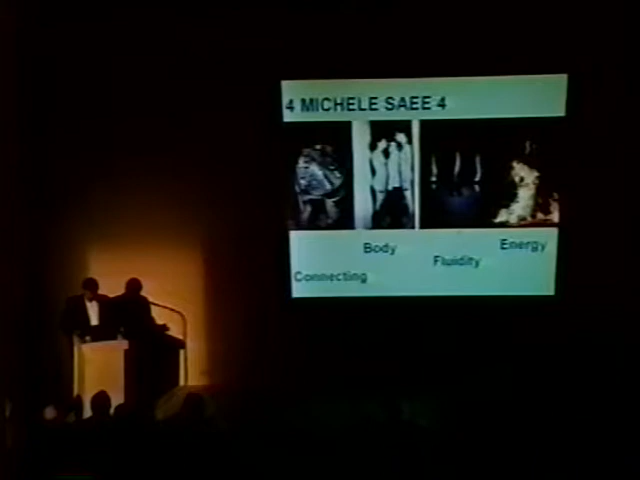 4 MICHELE SAEE 4
Body
Energy
Fluidity
Connecting